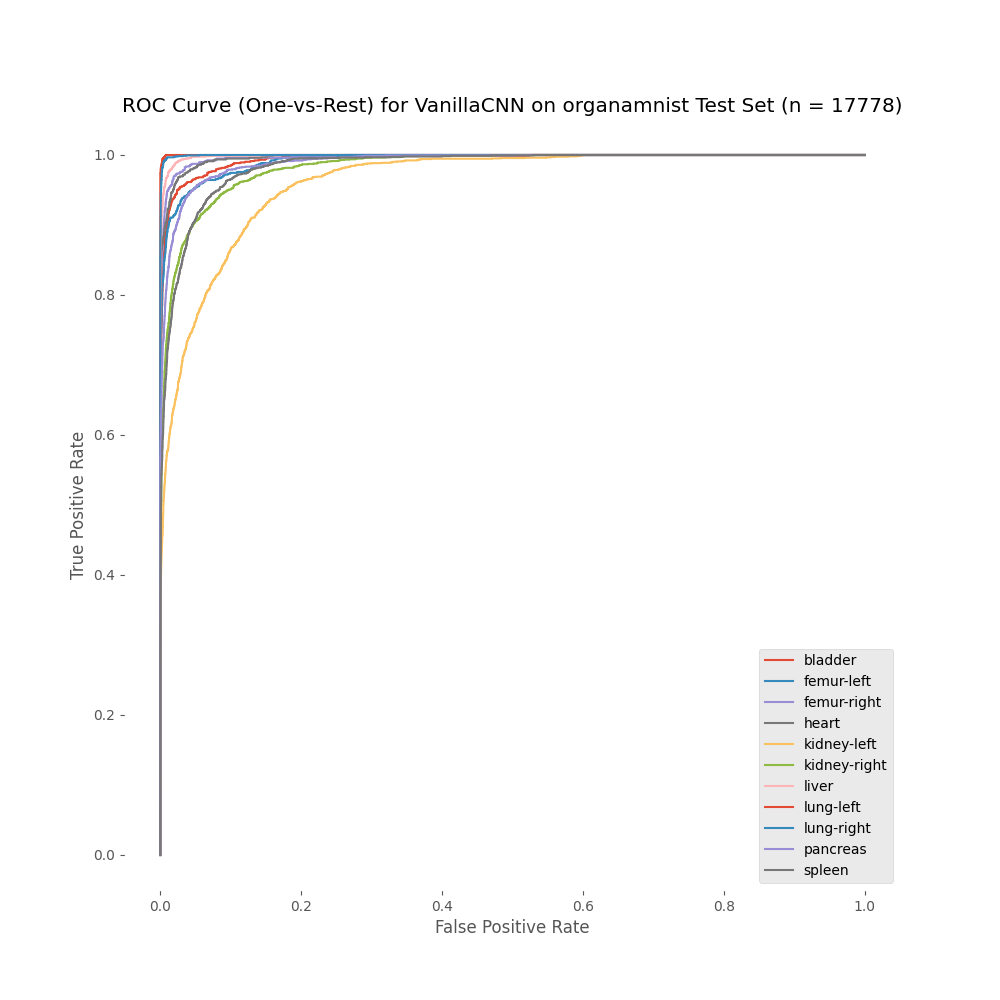 ROC Curve (One-vs-Rest) for VanillaCNN on organamnist Test Set (n = 17778)
1.0
0.8
0.6
0.4
0.2
0.0
True Positive Rate
bladder
femur-left
femur-right
heart
kidney-left
kidney-right
liver
lung-left
lung-right
pancreas
spleen
0.0 0.2 0.4 0.6 0.8 1.0
False Positive Rate